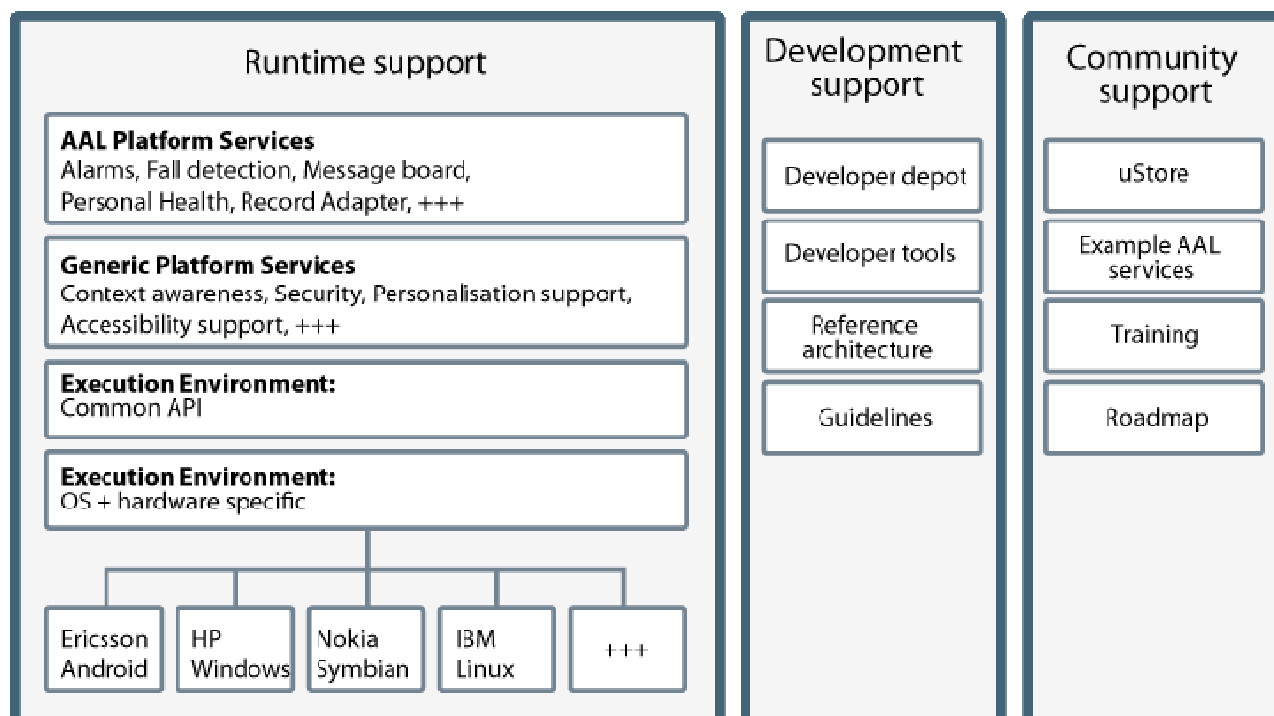 Runtime support
AAL Platform Services
Alarms, Fall detection, Message board,
Personal Health, Record Adapter, +++
Generic Platform Services
Context awareness, Security, Personalisation support,
Accessibility support, +++
Execution Environment:
Common API
Execution Environment:
OS + hardware specific
Ericsson
Android
HP
Windows
Nokia
Symbian
IBM
Linux
+++
Development
support
Developer depot
Developer tools
Reference
architecture
Guidelines
Community
support
uStore
Example AAL
services
Training
Roadmap